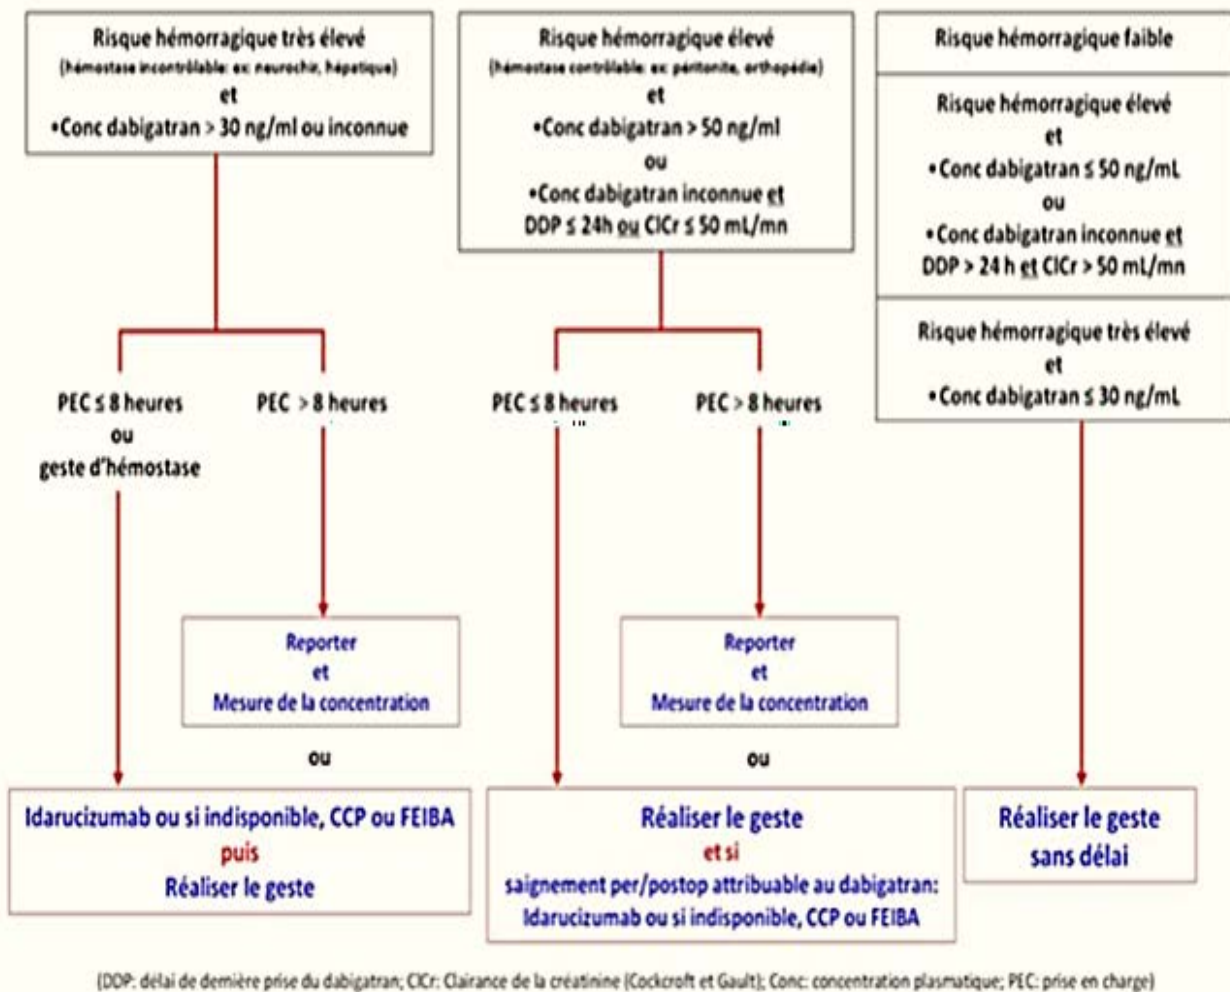 Risque hémorragique très élevé
(hémostase incontrôlable: ex: neurochir, hépatique)
et
•Conc dabigatran > 30 ng/ml ou inconnue
Risque hémorragique élevé
(hémostase contrôlable: ex: péritonite, orthopédie)
et
•Conc dabigatran > 50 ng/ml
ou
•Conc dabigatran inconnue et
DDP ≤ 24h ou ClCr ≤ 50 mL/mn
Risque hémorragique faible
Risque hémorragique élevé
et
•Conc dabigatran ≤ 50 ng/mL
ou
•Conc dabigatran inconnue et
DDP > 24 h et ClCr > 50 mL/mn
Risque hémorragique très élevé
et
•Conc dabigatran ≤ 30 ng/mL
PEC ≤ 8 heures
ou
geste d'hémostase
PEC > 8 heures
PEC ≤ 8 heures
PEC > 8 heures
Reporter
et
Mesure de la concentration
ou
Reporter
et
Mesure de la concentration
ou
Idarucizumab ou si indisponible, CCP ou FEIBA
puis
Réaliser le geste
Réaliser le geste
et si
saignement per/postop attribuable au dabigatran:
Idarucizumab ou si indisponible, CCP ou FEIBA
Réaliser le geste
sans délai
(DDP: délai de dernière prise du dabigatran; ClCr: Clairance de la créatinine (Cockcroft et Gault); Conc: concentration plasmatique; PEC: prise en charge)